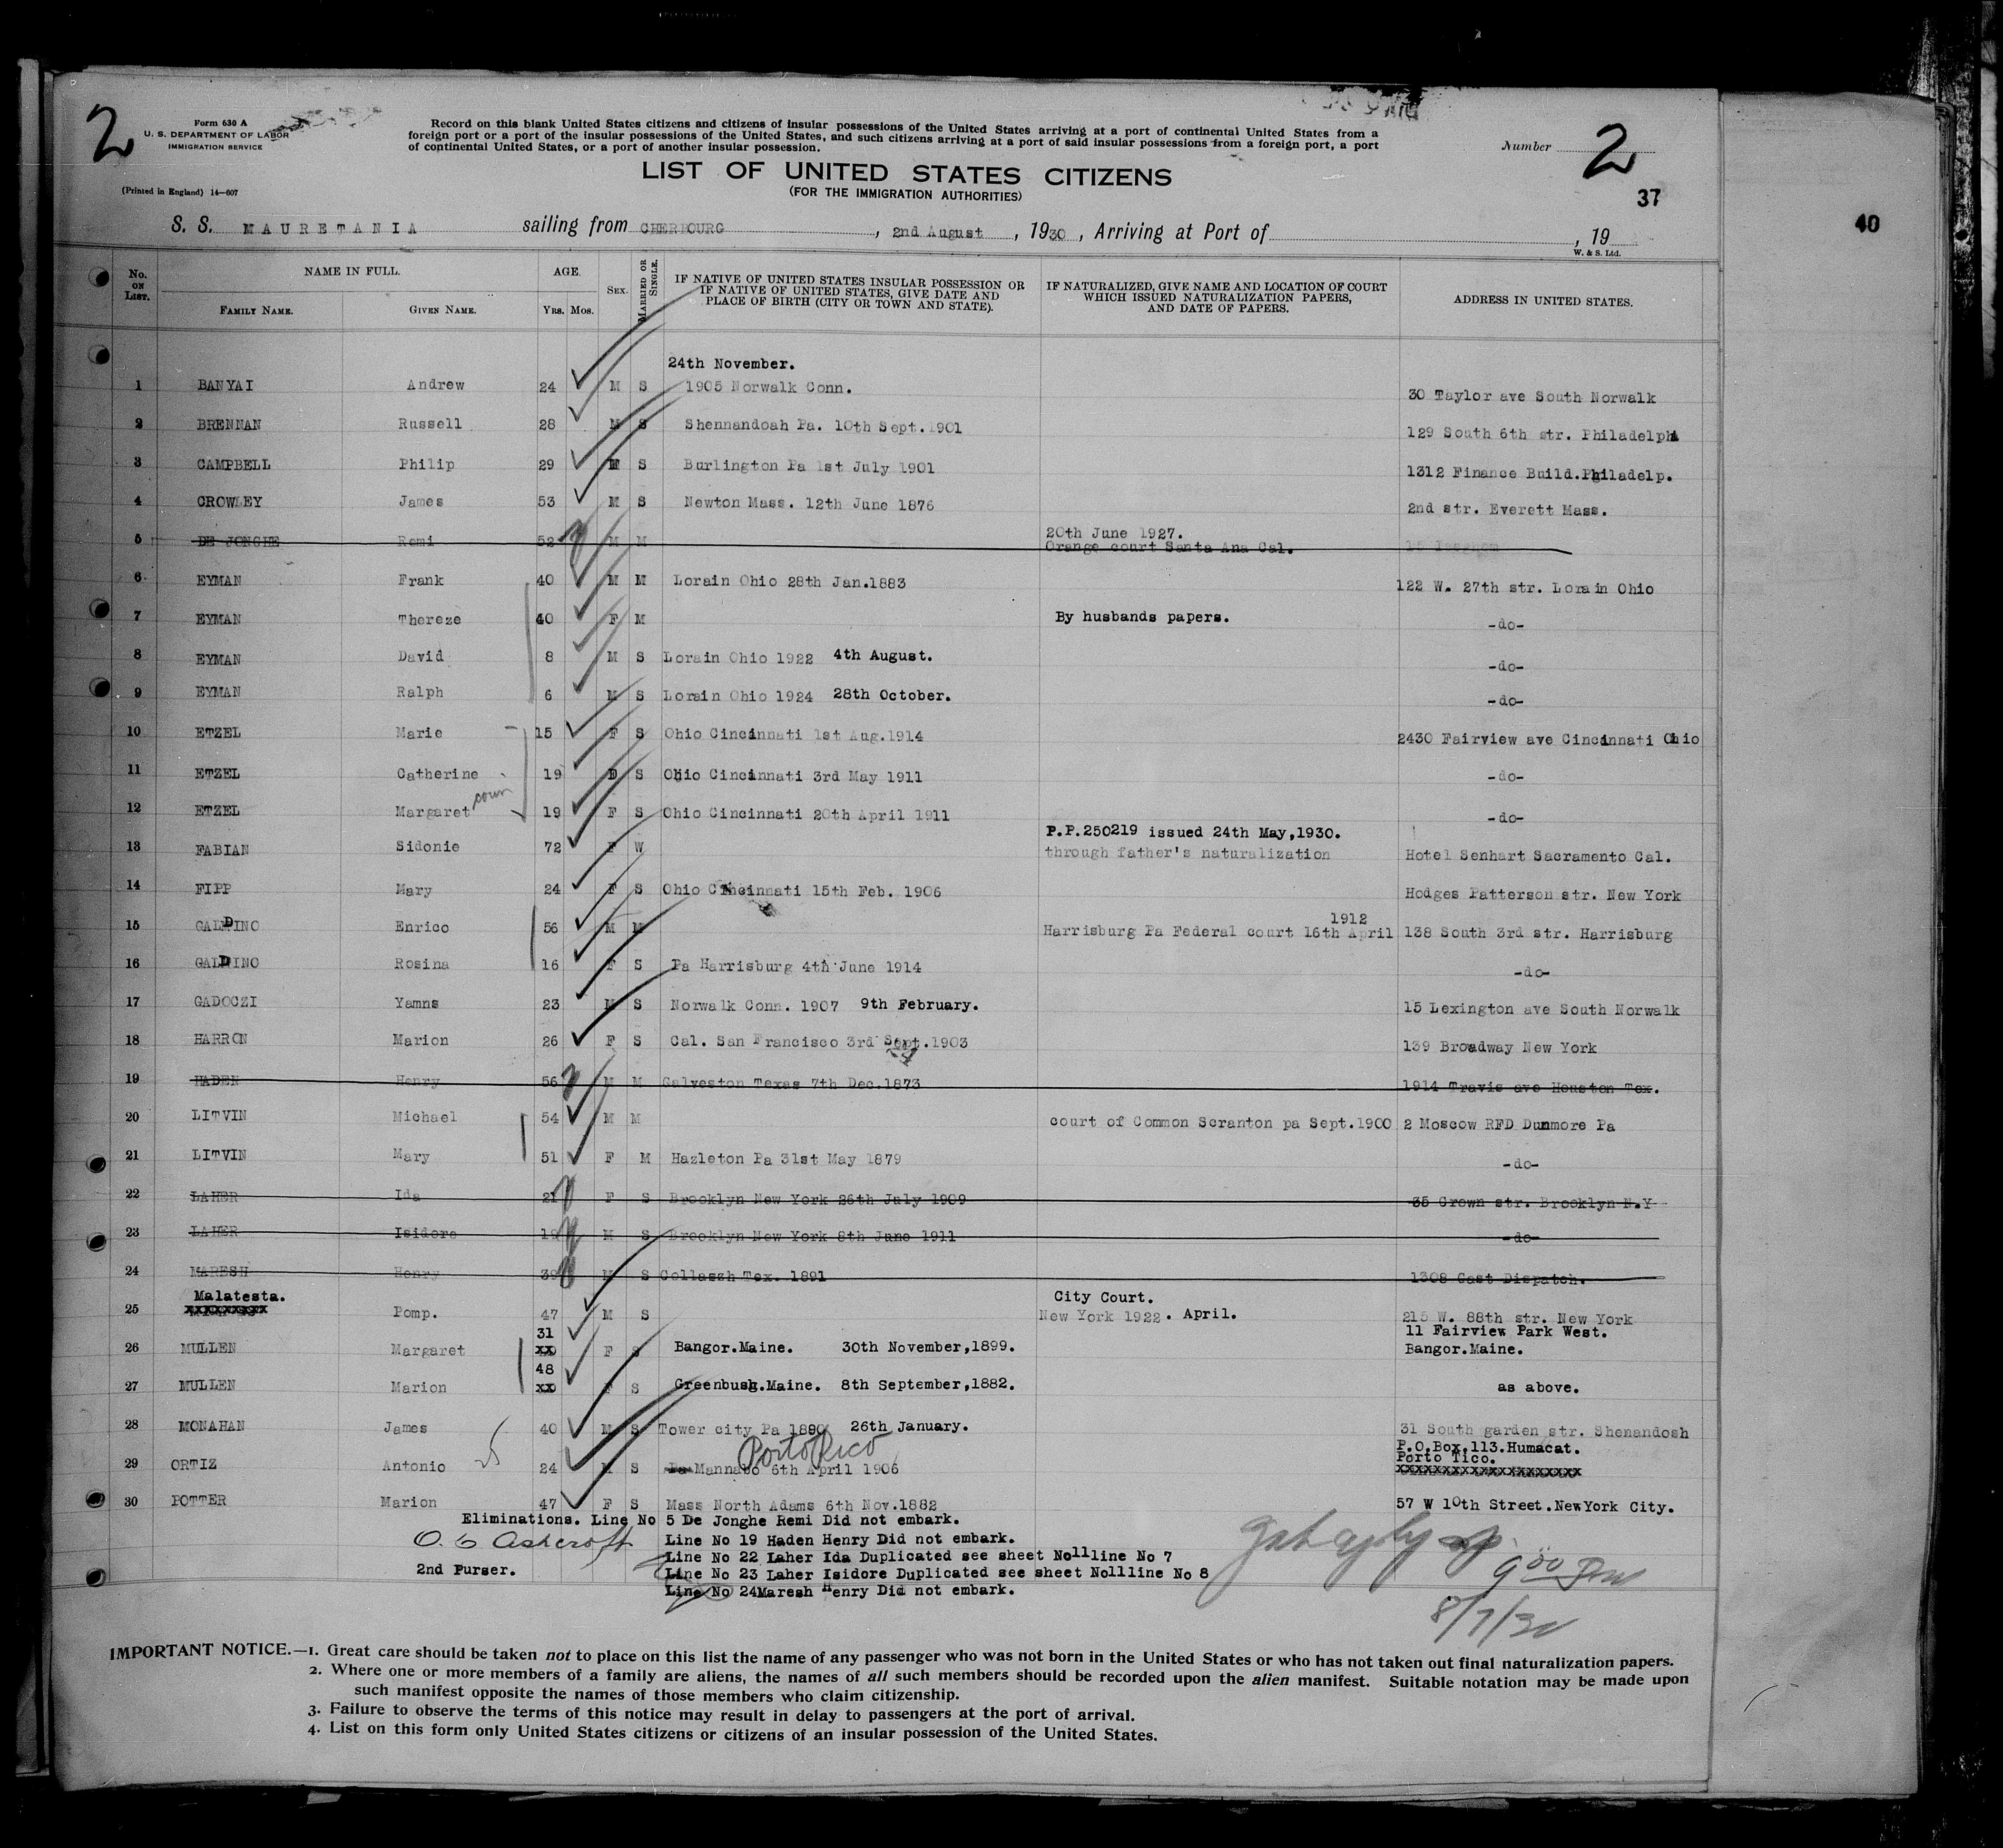 2
Form 630 A
U. S. DEPARTMENT OF LABOR
IMMIGRATION SERVICE
(Printed in England) 14—607
Record on this blank United States citizens and citizens of insular possessions of the United States arriving at a port of continental United States from a
foreign port or a port of the insular possessions of the United States, and such citizens arriving at a port of said insular possessions from a foreign port, a port
of continental United States, or a port of another insular possession.
LIST OF UNITED STATES CITIZENS
(FOR THE IMMIGRATION AUTHORITIES)
Number 2
37
40
S. S. MAURETANIA sailing from CHERBOURG, 2nd August, 1930, Arriving at Port of , 19
W. & S. Ltd.
No. ON LIST. NAME IN FULL. AGE. SEX. MARRIED OR SINGLE. IF NATIVE OF UNITED STATES INSULAR POSSESSION OR IF NATIVE OF UNITED STATES, GIVE DATE AND PLACE OF BIRTH (CITY OR TOWN AND STATE). IF NATURALIZED, GIVE NAME AND LOCATION OF COURT WHICH ISSUED NATURALIZATION PAPERS, AND DATE OF PAPERS. ADDRESS IN UNITED STATES.
FAMILY NAME. GIVEN NAME. YRS. MOS.
24th November.
1 BANYAI Andrew 24 M S 1905 Norwalk Conn. 30 Taylor ave South Norwalk
2 BRENNAN Russell 28 M S Shennandoah Pa. 10th Sept.1901 129 South 6th str. Philadelph
3 CAMPBELL Philip 29 M S Burlington Pa 1st July 1901 1312 Finance Build.Philadelp.
4 CROWLEY James 53 M S Newton Mass. 12th June 1876 2nd str. Everett Mass.
20th June 1927.
5 DE JONGHE Remi 52 M M Orange court Santa Ana Cal. 15
6 EYMAN Frank 40 M M Lorain Ohio 28th Jan.1883 122 W. 27th str. Lorain Ohio
7 EYMAN Thereze 40 F M By husbands papers. -do-
8 EYMAN David 8 M S Lorain Ohio 1922 4th August. -do-
9 EYMAN Ralph 6 M S Lorain Ohio 1924 28th October. -do-
10 ETZEL Marie 15 F S Ohio Cincinnati 1st Aug.1914 2430 Fairview ave Cincinnati Ohio
11 ETZEL Catherine 19 S Ohio Cincinnati 3rd May 1911 -do-
12 ETZEL Margaret cous 19 F S Ohio Cincinnati 20th April 1911 -do-
P.P.250219 issued 24th May,1930.
13 FABIAN Sidonie 72 F W through father's naturalization Hotel Senhart Sacramento Cal.
14 FIPP Mary 24 F S Ohio Cincinnati 15th Feb. 1906 Hodges Patterson str. New York
1912
15 GALDINO Enrico 56 M M Harrisburg Pa Federal court 16th April 138 South 3rd str. Harrisburg
16 GALDINO Rosina 16 F S Pa Harrisburg 4th June 1914 -do-
17 GADOCZI Yamns 23 M S Norwalk Conn. 1907 9th February. 15 Lexington ave South Norwalk
18 HARRON Marion 26 F S Cal. San Francisco 3rd Sept.1903 139 Broadway New York
19 HADEN Henry 56 M M Galveston Texas 7th Dec.1873 1914 Travis ave Houston Tex.
20 LITVIN Michael 54 M M court of Common Scranton pa Sept.1900 2 Moscow RFD Dunmore Pa
21 LITVIN Mary 51 F M Hazleton Pa 31st May 1879 -do-
22 LAHER Ida 21 F S Brooklyn New York 26th July 1909 35 Crown str. Brooklyn N.Y
23 LAHER Isidore 19 M S Brooklyn New York 8th June 1911 -do-
24 MARESH Henry 39 M S Collaszh Tex. 1891 1308 Cast Dispatch.
Malatesta. City Court.
25 xxxxxxxxx Pomp. 47 M S New York 1922. April. 215 W. 88th str. New York
31 11 Fairview Park West.
26 MULLEN Margaret xx F S Bangor.Maine. 30th November,1899. Bangor.Maine.
48
27 MULLEN Marion xx F S Greenbush.Maine. 8th September,1882. as above.
28 MONAHAN James 40 M S Tower city Pa 1890 26th January. 31 South garden str. Shenandosh
Porto Rico P.O.Box.113.Humacat.
Porto Tico.
29 ORTIZ Antonio 24 M S Pa Mannabo 6th April 1906 xxxxxxxxxxxxxxxxxxxx
30 POTTER Marion 47 F S Mass North Adams 6th Nov.1882 57 W 10th Street.NewYork City.
Eliminations. Line No 5 De Jonghe Remi Did not embark.
Line No 19 Haden Henry Did not embark.
Line No 22 Laher Ida Duplicated see sheet No11line No 7
Line No 23 Laher Isidore Duplicated see sheet No11line No 8
Line No 24Maresh Henry Did not embark.
O. C Ashcroft
2nd Purser.
9 00 Pm
8/7/30
IMPORTANT NOTICE.—1. Great care should be taken not to place on this list the name of any passenger who was not born in the United States or who has not taken out final naturalization papers.
2. Where one or more members of a family are aliens, the names of all such members should be recorded upon the alien manifest. Suitable notation may be made upon
such manifest opposite the names of those members who claim citizenship.
3. Failure to observe the terms of this notice may result in delay to passengers at the port of arrival.
4. List on this form only United States citizens or citizens of an insular possession of the United States.